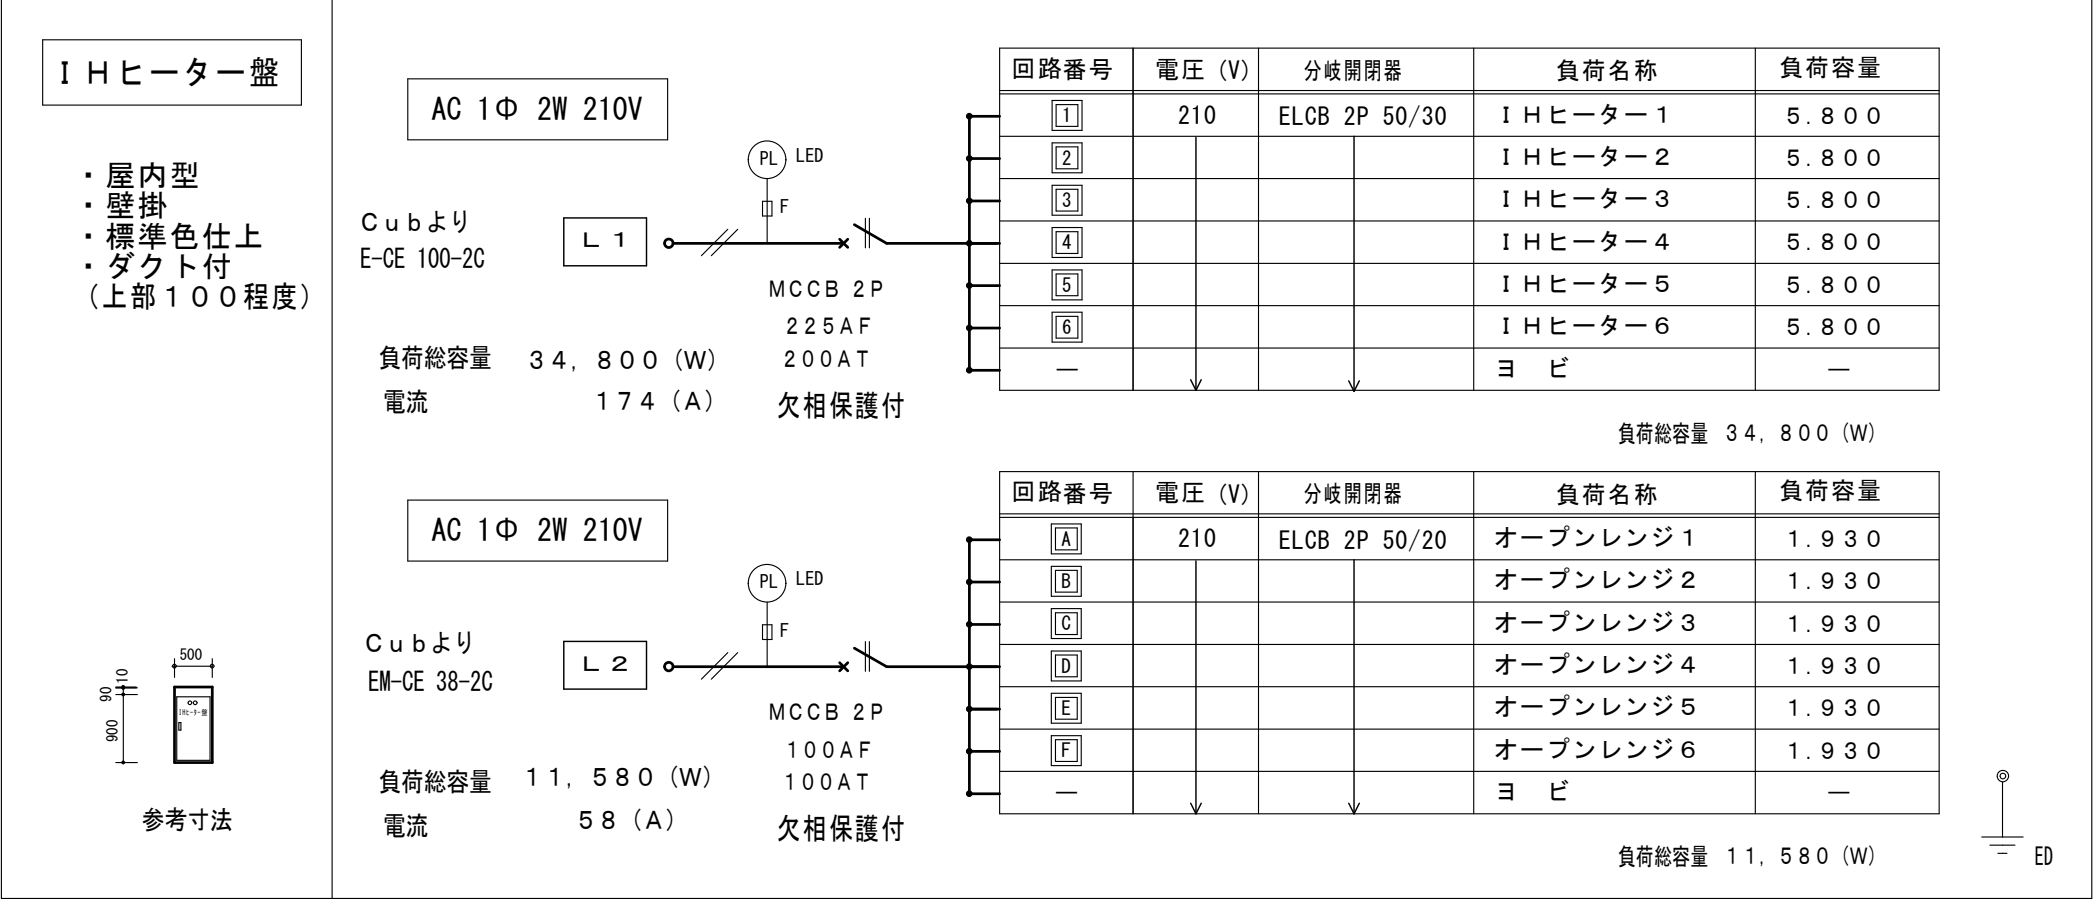 ＩＨヒーター盤
・屋内型
・壁掛
・標準色仕上
・ダクト付
（上部１００程度）
500
10
90
900
IHヒーター盤
参考寸法
AC 1Φ 2W 210V
PL
LED
F
Ｃｕｂより
E-CE 100-2C
Ｌ１
MCCB 2P
225AF
200AT
欠相保護付
負荷総容量 ３４，８００（W）
電流 １７４（A）
回路番号 電圧 (V) 分岐開閉器 負荷名称 負荷容量
1 210 ELCB 2P 50/30 ＩＨヒーター１ 5.800
2 ＩＨヒーター２ 5.800
3 ＩＨヒーター３ 5.800
4 ＩＨヒーター４ 5.800
5 ＩＨヒーター５ 5.800
6 ＩＨヒーター６ 5.800
— ヨ ビ —
負荷総容量 ３４，８００（W）
AC 1Φ 2W 210V
PL
LED
F
Ｃｕｂより
EM-CE 38-2C
Ｌ２
MCCB 2P
100AF
100AT
欠相保護付
負荷総容量 １１，５８０（W）
電流 ５８（A）
回路番号 電圧 (V) 分岐開閉器 負荷名称 負荷容量
A 210 ELCB 2P 50/20 オーブンレンジ１ 1.930
B オーブンレンジ２ 1.930
C オーブンレンジ３ 1.930
D オーブンレンジ４ 1.930
E オーブンレンジ５ 1.930
F オーブンレンジ６ 1.930
— ヨ ビ —
負荷総容量 １１，５８０（W）
ED